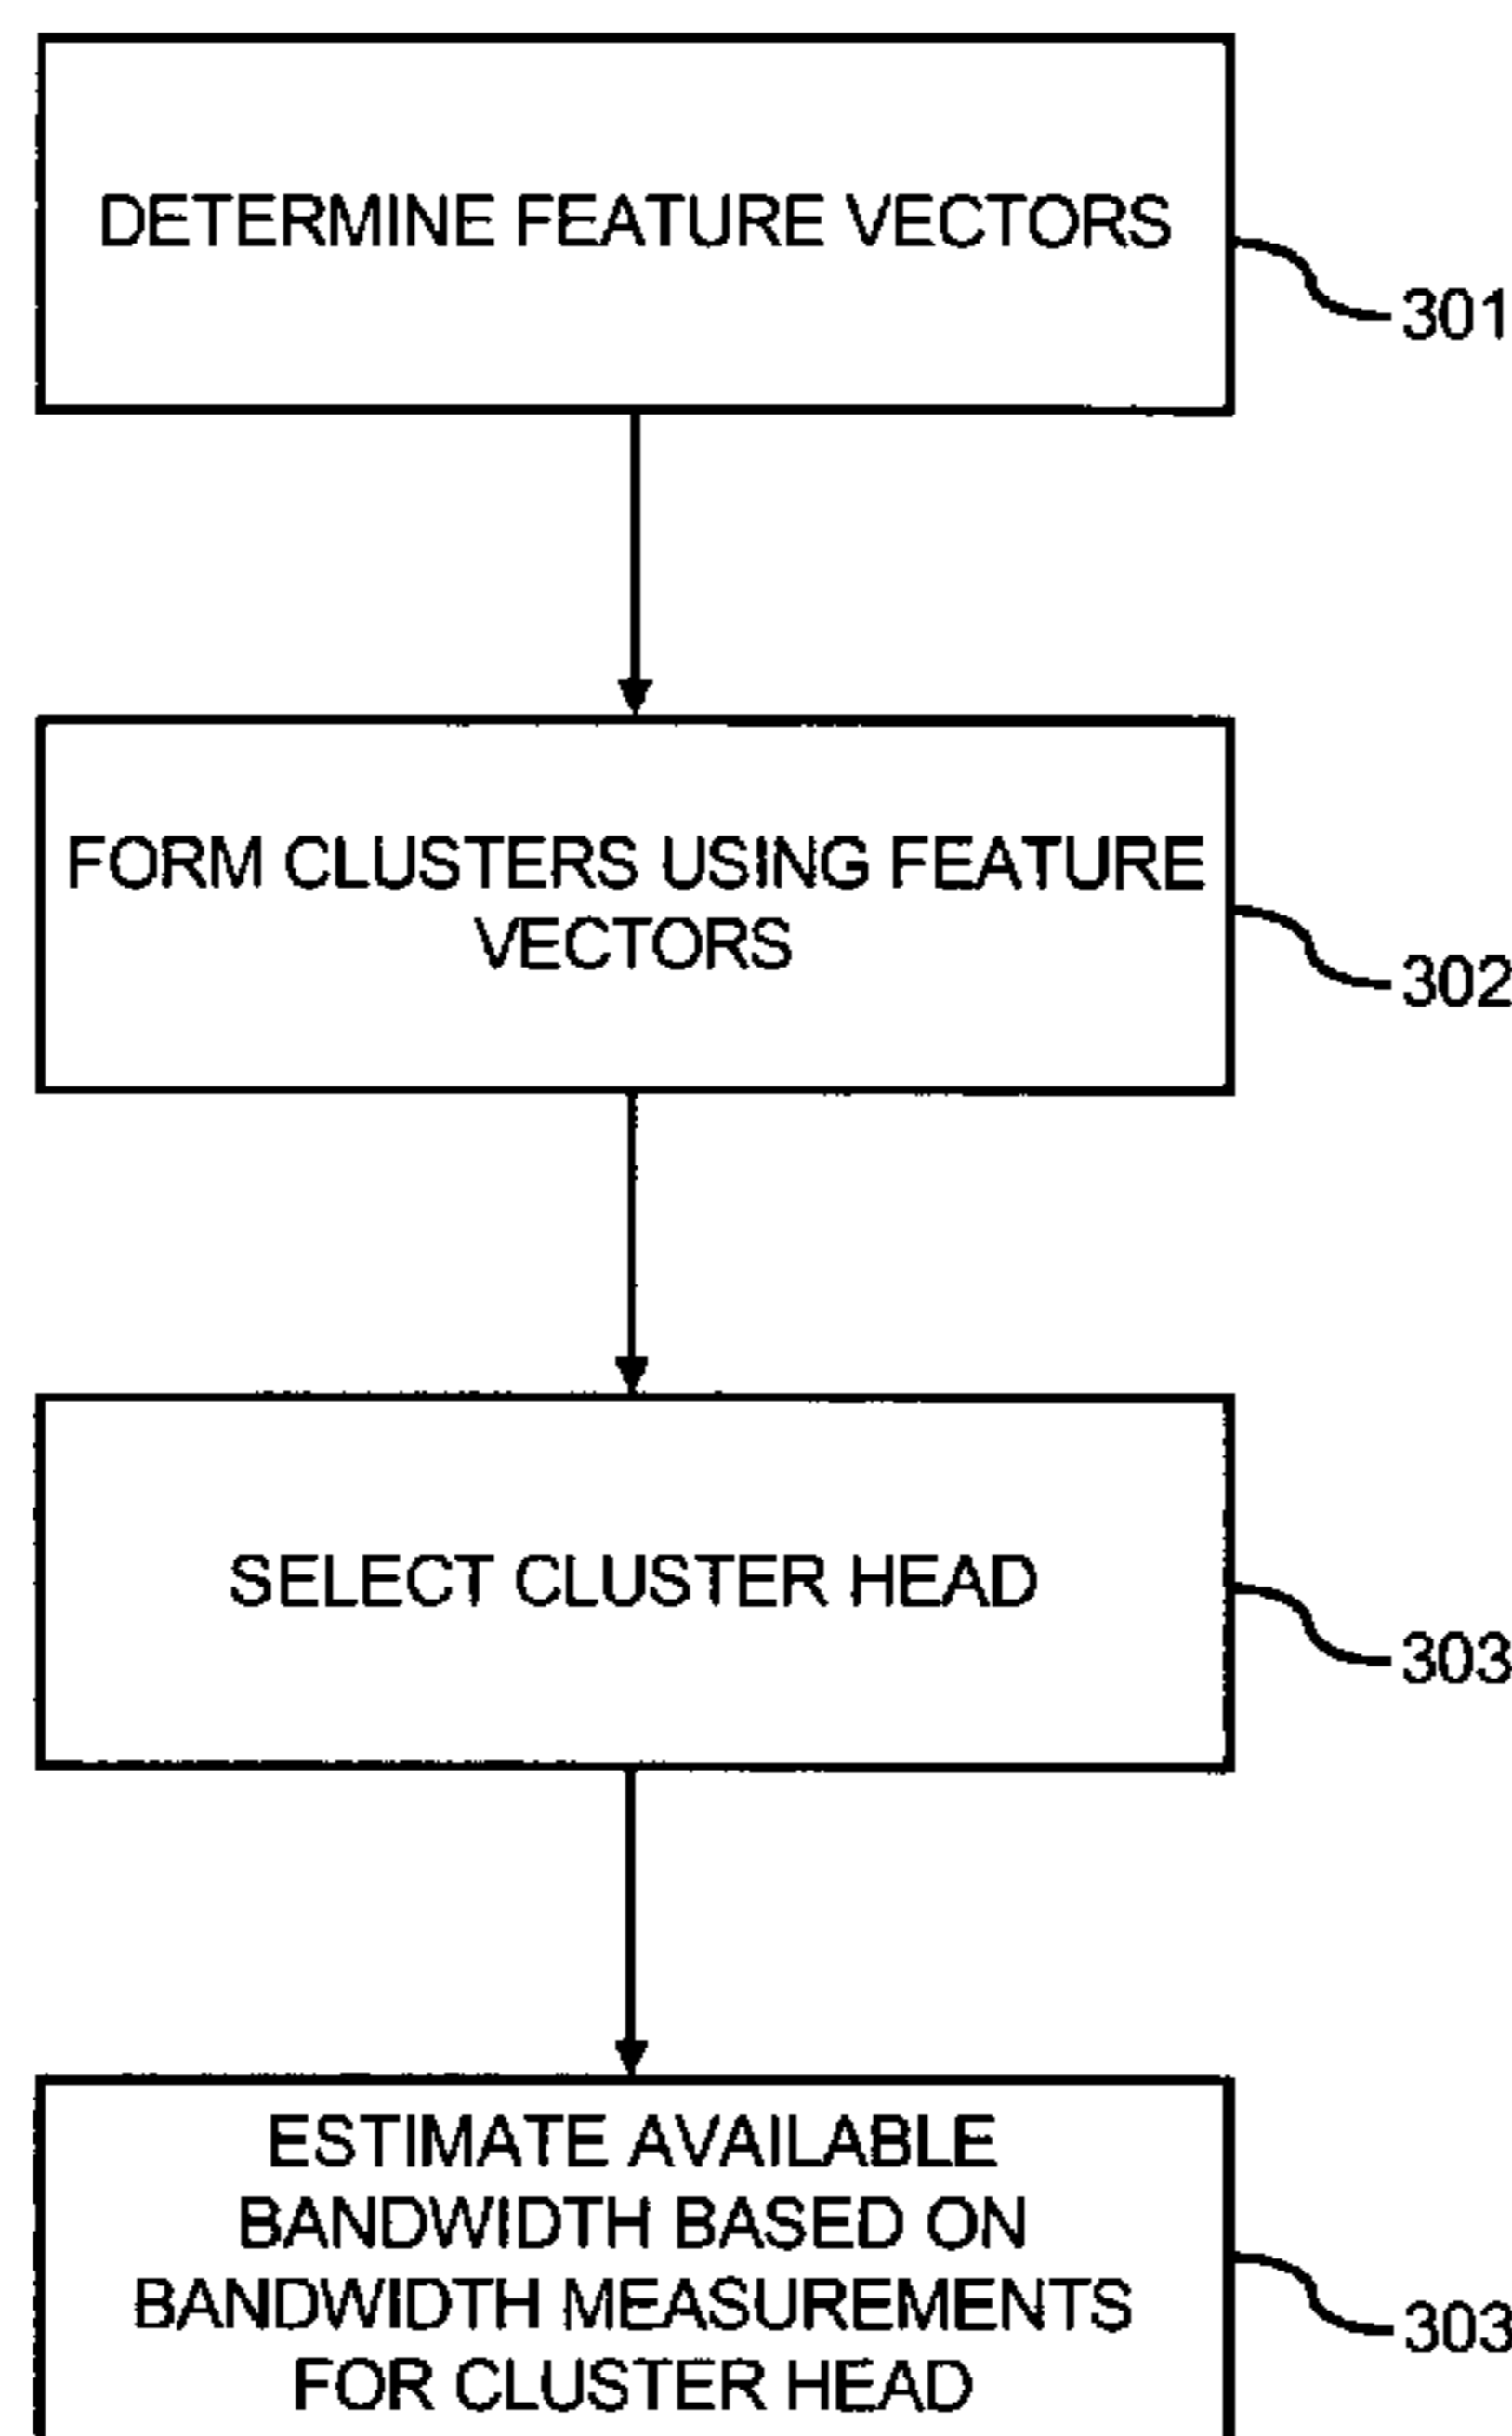 DETERMINE FEATURE VECTORS
301
FORM CLUSTERS USING FEATURE
VECTORS
302
SELECT CLUSTER HEAD
303
ESTIMATE AVAILABLE
BANDWIDTH BASED ON
BANDWIDTH MEASUREMENTS
FOR CLUSTER HEAD
303